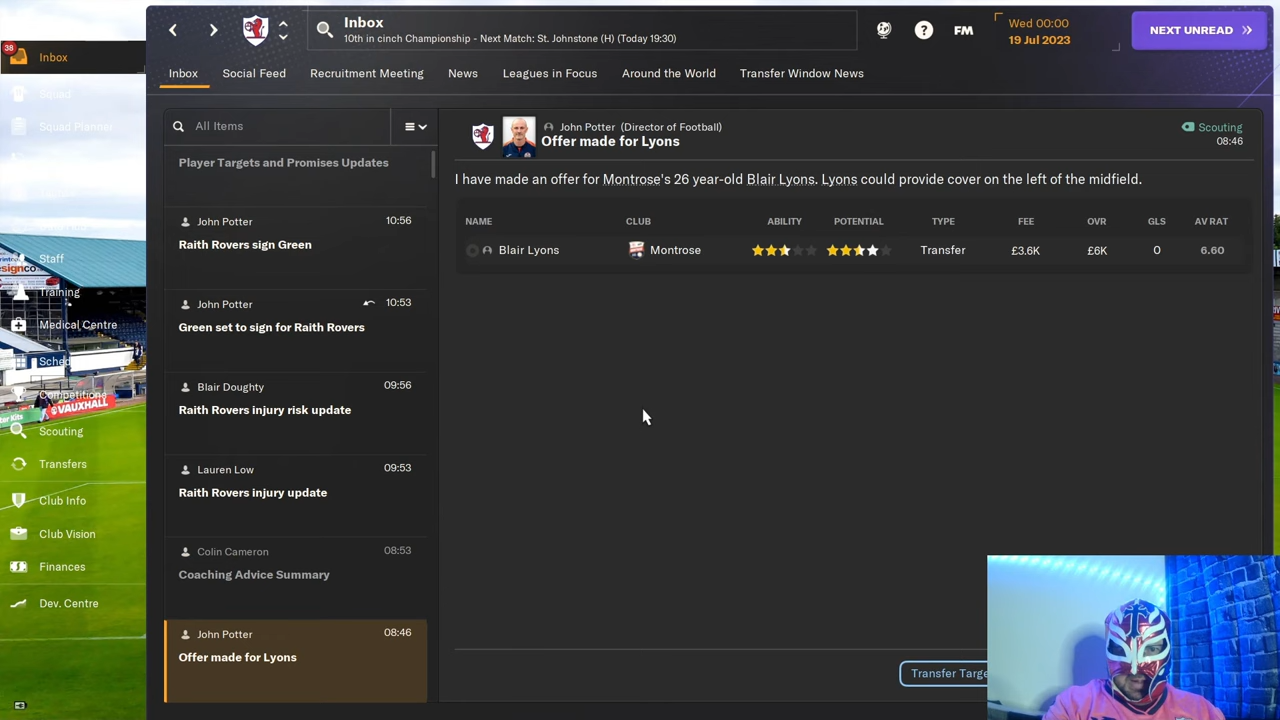 38
Inbox
Squad
Squad Planner
Staff
Training
Medical Centre
Sched
Competitions
VAUXHALL
Scouting
Transfers
Club Info
Club Vision
Finances
Dev. Centre
Inbox
10th in cinch Championship - Next Match: St. Johnstone (H) (Today 19:30)
?
FM
Wed 00:00
19 Jul 2023
NEXT UNREAD
Inbox
Social Feed
Recruitment Meeting
News
Leagues in Focus
Around the World
Transfer Window News
All Items
Player Targets and Promises Updates
John Potter 10:56
Raith Rovers sign Green
John Potter 10:53
Green set to sign for Raith Rovers
Blair Doughty 09:56
Raith Rovers injury risk update
Lauren Low 09:53
Raith Rovers injury update
Colin Cameron 08:53
Coaching Advice Summary
John Potter 08:46
Offer made for Lyons
John Potter (Director of Football)
Offer made for Lyons
Scouting
08:46
I have made an offer for Montrose's 26 year-old Blair Lyons. Lyons could provide cover on the left of the midfield.
NAME CLUB ABILITY POTENTIAL TYPE FEE OVR GLS AV RAT
Blair Lyons Montrose Transfer £3.6K £6K 0 6.60
Transfer Targe